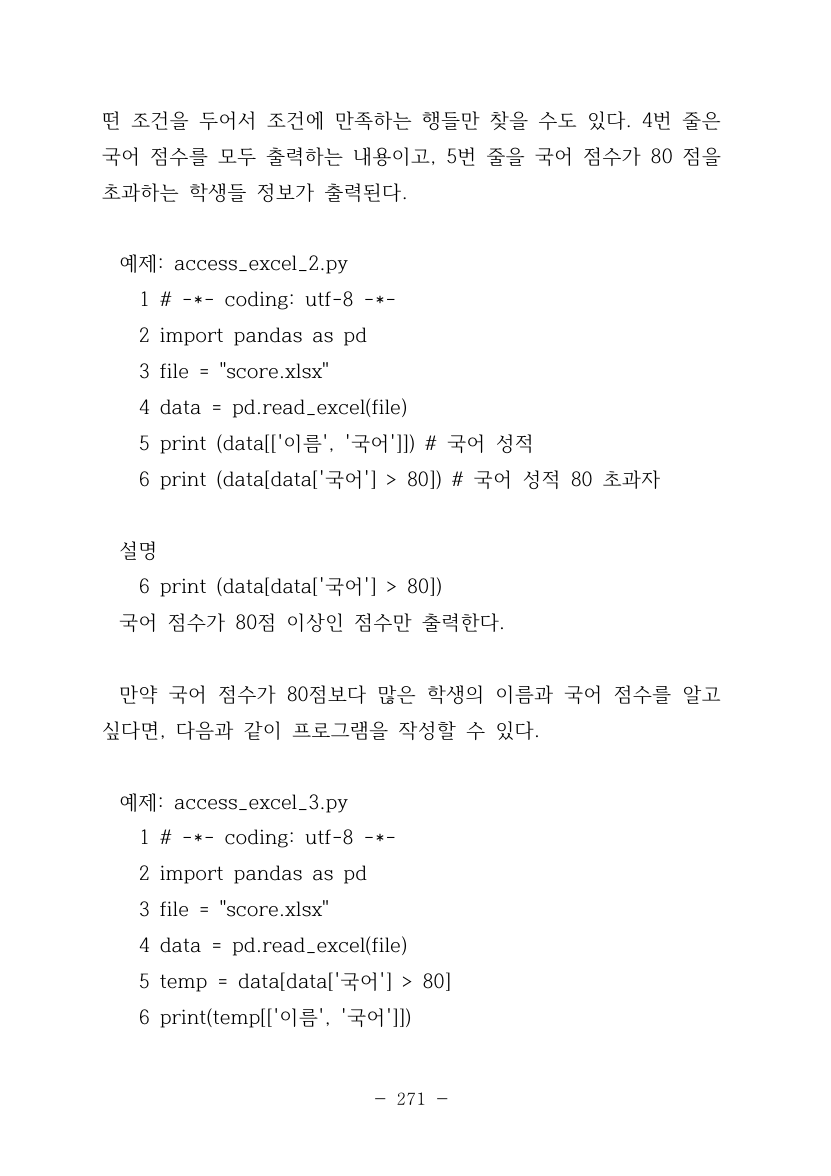 떤 조건을 두어서 조건에 만족하는 행들만 찾을 수도 있다. 4번 줄은
국어 점수를 모두 출력하는 내용이고, 5번 줄을 국어 점수가 80 점을
초과하는 학생들 정보가 출력된다.
예제: access_excel_2.py
1 # -*- coding: utf-8 -*-
2 import pandas as pd
3 file = "score.xlsx"
4 data = pd.read_excel(file)
5 print (data[['이름', '국어']]) # 국어 성적
6 print (data[data['국어'] > 80]) # 국어 성적 80 초과자
설명
6 print (data[data['국어'] > 80])
국어 점수가 80점 이상인 점수만 출력한다.
만약 국어 점수가 80점보다 많은 학생의 이름과 국어 점수를 알고
싶다면, 다음과 같이 프로그램을 작성할 수 있다.
예제: access_excel_3.py
1 # -*- coding: utf-8 -*-
2 import pandas as pd
3 file = "score.xlsx"
4 data = pd.read_excel(file)
5 temp = data[data['국어'] > 80]
6 print(temp[['이름', '국어']])
- 271 -